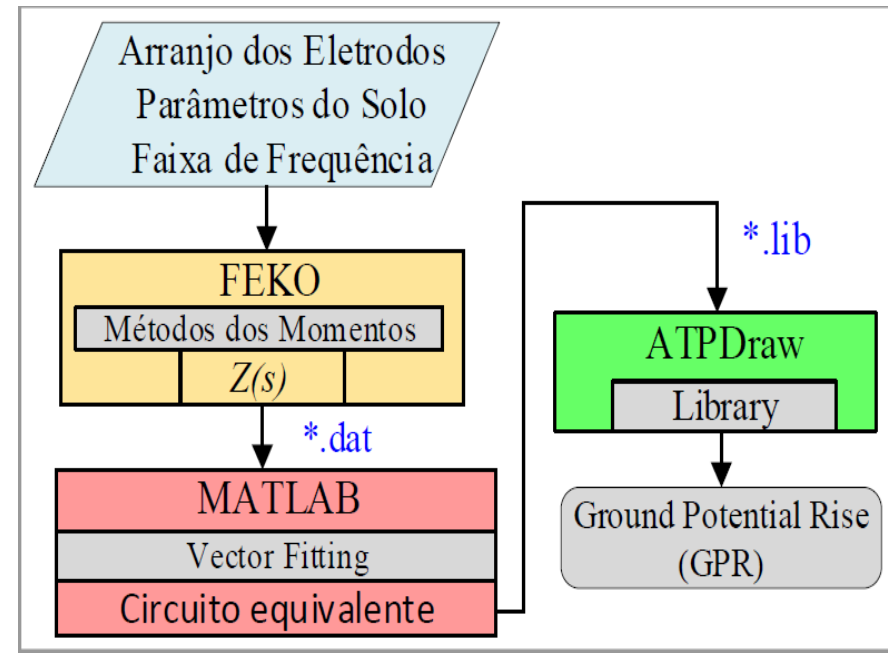 Arranjo dos Eletrodos
Parâmetros do Solo
Faixa de Frequência
FEKO
Métodos dos Momentos
Z(s)
*.dat
MATLAB
Vector Fitting
Circuito equivalente
*.lib
ATPDraw
Library
Ground Potential Rise
(GPR)